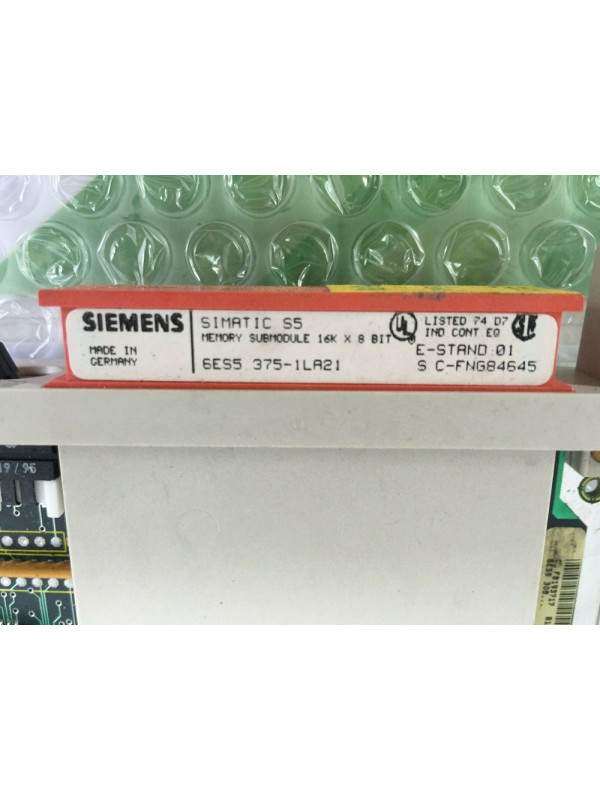 SIEMENS
MADE IN
GERMANY
SIMATIC S5
MEMORY SUBMODULE 16K X 8 BIT
6ES5 375-1LA21
UL
LISTED 74 D7
IND CONT EQ
E-STAND 01
S C-FNG84645